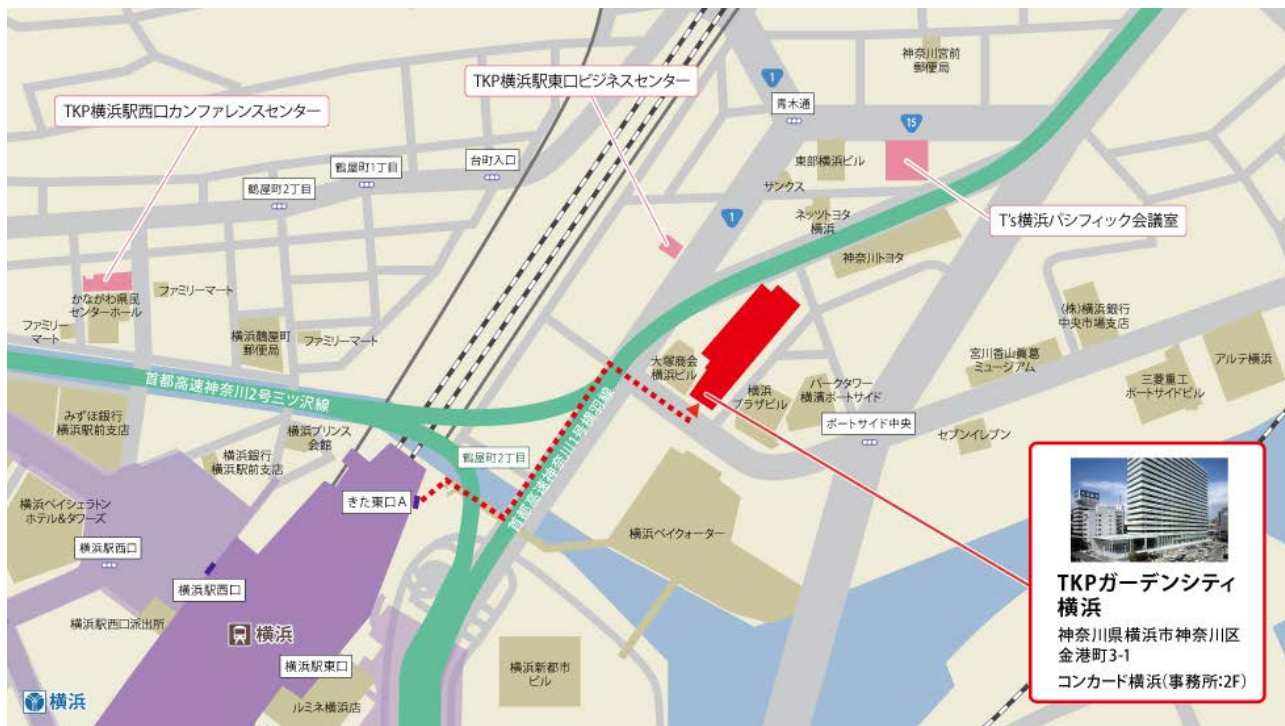 神奈川宮前
郵便局
TKP横浜駅東口ビジネスセンター
1
青木通
TKP横浜駅西口カンファレンスセンター
15
台町入口
鶴屋町1丁目
鶴屋町2丁目
東部横浜ビル
サンクス
ネッツトヨタ
横浜
1
T's横浜パシフィック会議室
神奈川トヨタ
かながわ県民
センターホール
ファミリーマート
ファミリー
マート
横浜鶴屋町
郵便局
ファミリーマート
(株)横浜銀行
中央市場支店
大塚商会
横浜ビル
横浜
プラザビル
パークタワー
横濱ポートサイド
宮川香山眞葛
ミュージアム
三菱重工
ポートサイドビル
アルテ横浜
首都高速神奈川2号三ツ沢線
首都高速神奈川1号横羽線
みずほ銀行
横浜駅前支店
横浜プリンス
会館
横浜銀行
横浜駅前支店
鶴屋町2丁目
ポートサイド中央
セブンイレブン
きた東口A
横浜ベイシェラトン
ホテル&タワーズ
横浜駅西口
横浜駅西口
横浜ベイクォーター
横浜駅西口派出所
横浜
横浜駅東口
横浜新都市
ビル
ルミネ横浜店
横浜
TKPガーデンシティ
横浜
神奈川県横浜市神奈川区
金港町3-1
コンカード横浜(事務所:2F)